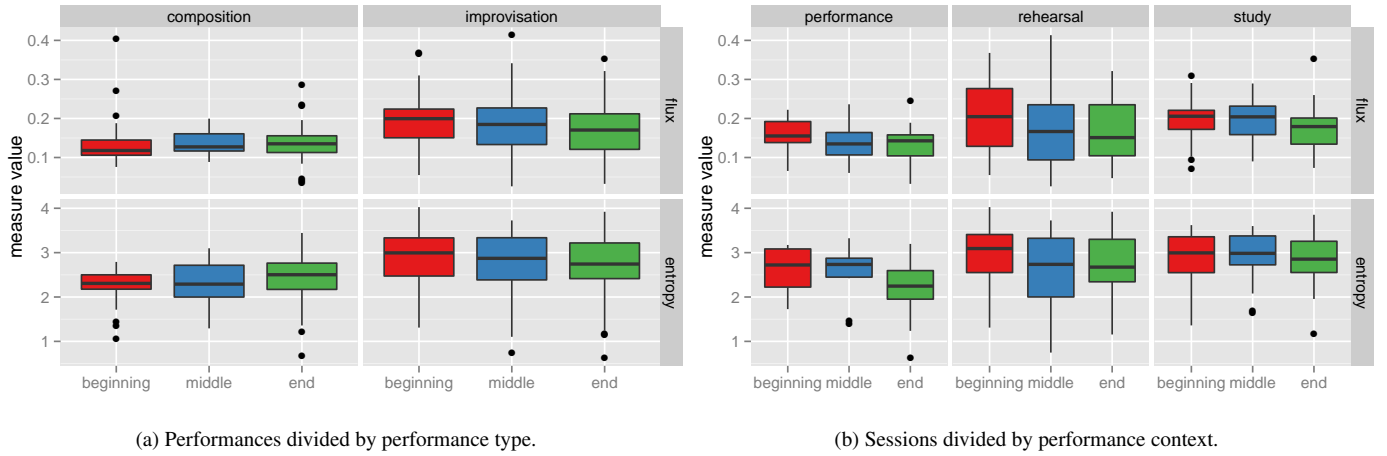 composition improvisation
0.4
0.3
0.2
0.1
flux
measure value
4
3
2
1
entropy
beginning middle end beginning middle end
(a) Performances divided by performance type.
performance rehearsal study
0.4
0.3
0.2
0.1
flux
measure value
4
3
2
1
entropy
beginning middle end beginning middle end beginning middle end
(b) Sessions divided by performance context.